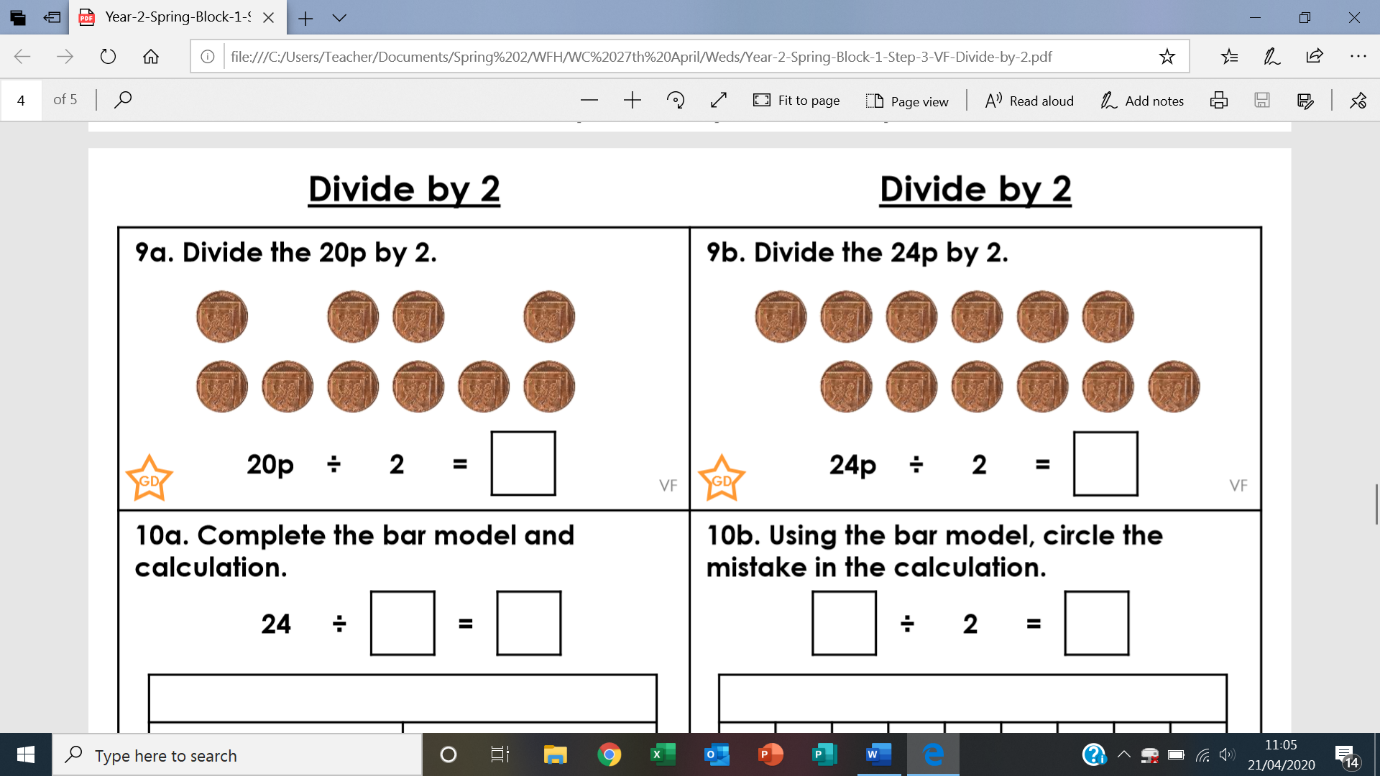 Year-2-Spring-Block-1-S
file:///C:/Users/Teacher/Documents/Spring%202/WFH/WC%2027th%20April/Weds/Year-2-Spring-Block-1-Step-3-VF-Divide-by-2.pdf
4 of 5
Fit to page
Page view
Read aloud
Add notes
Divide by 2
Divide by 2
9a. Divide the 20p by 2.
20p ÷ 2 =
GD
VF
9b. Divide the 24p by 2.
24p ÷ 2 =
GD
VF
10a. Complete the bar model and
calculation.
24 ÷ =
10b. Using the bar model, circle the
mistake in the calculation.
÷ 2 =
Type here to search
11:05
21/04/2020
14